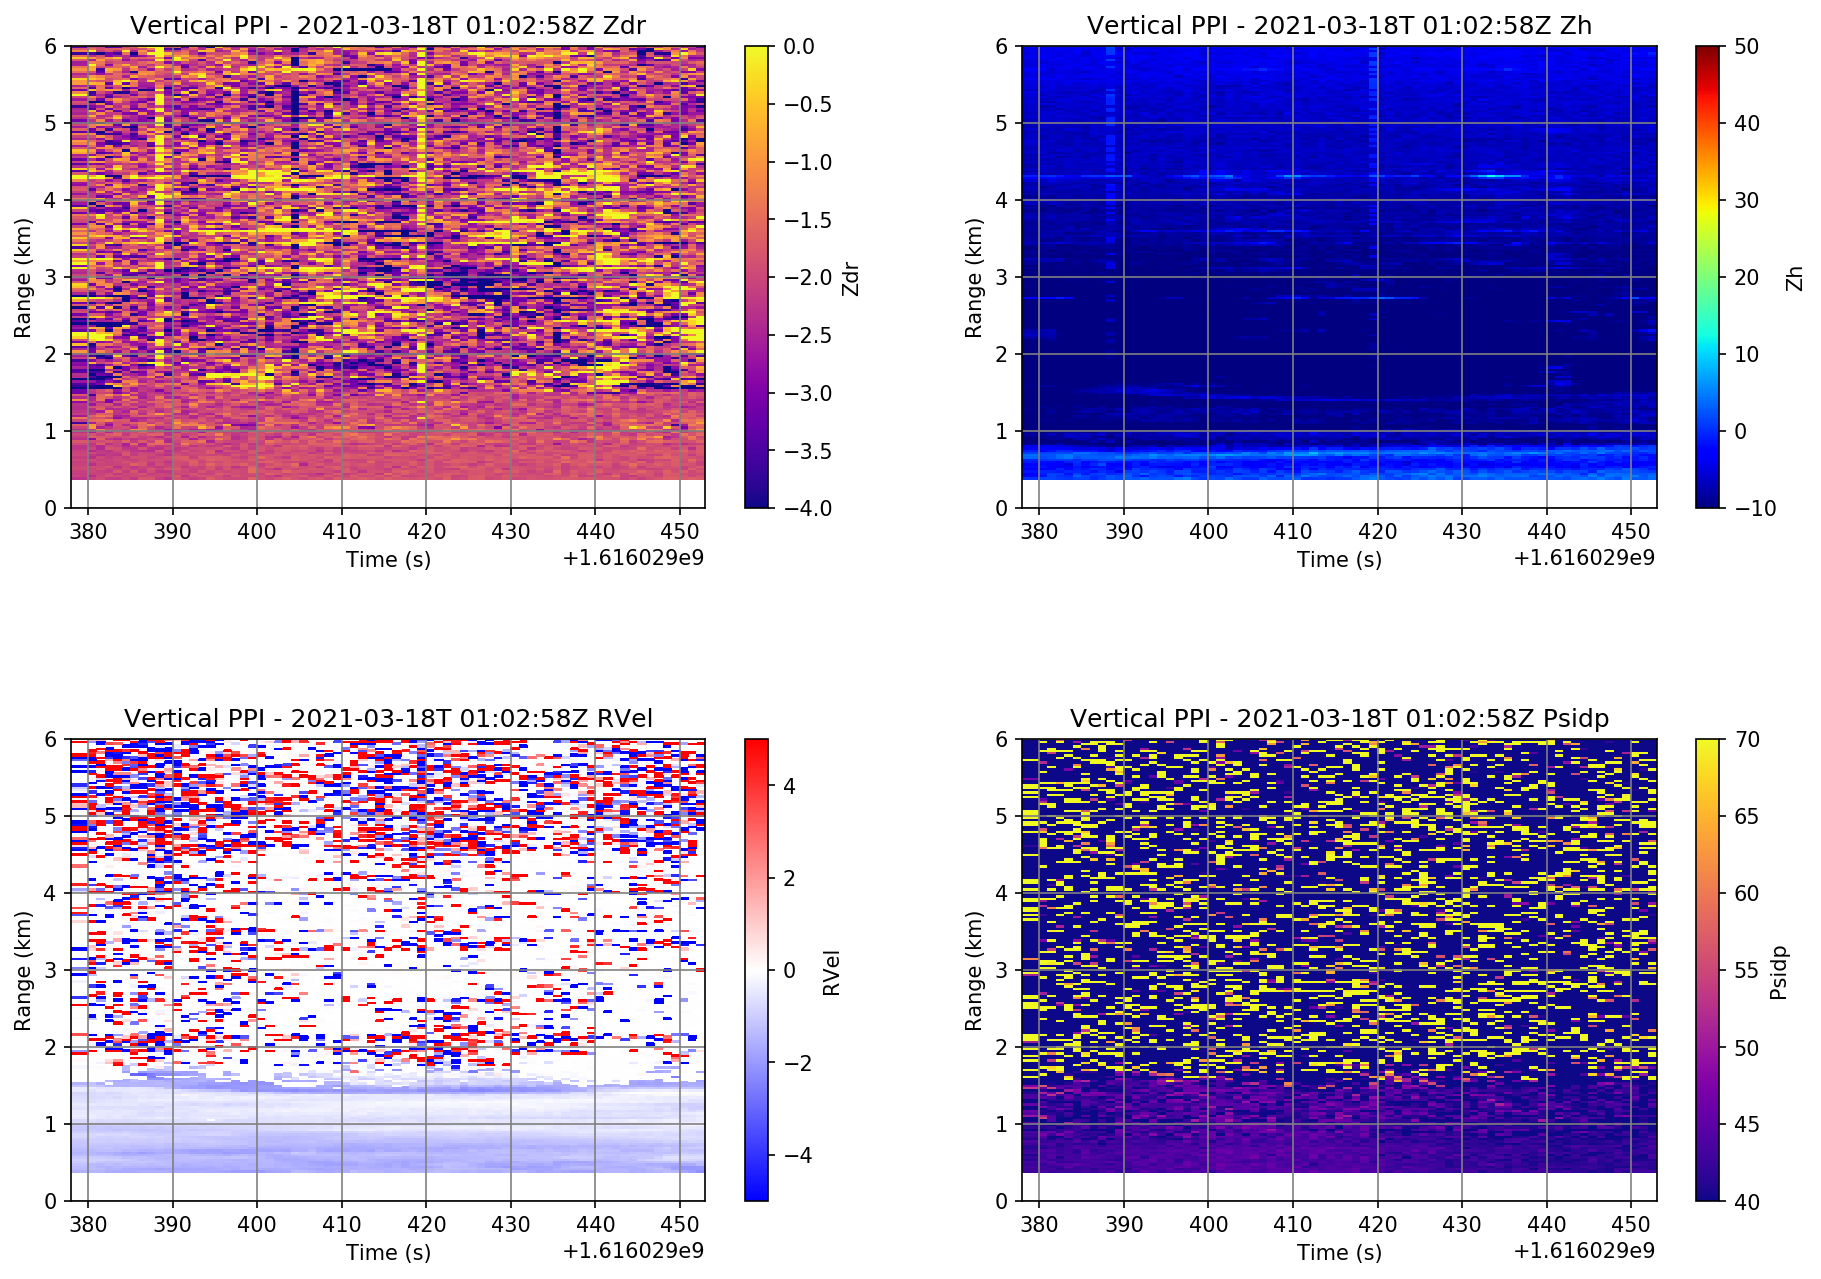 Vertical PPI - 2021-03-18T 01:02:58Z Zdr
6
5
4
3
2
1
0
Range (km)
380 390 400 410 420 430 440 450
Time (s)
+1.616029e9
0.0
−0.5
−1.0
−1.5
−2.0
−2.5
−3.0
−3.5
−4.0
Zdr
Vertical PPI - 2021-03-18T 01:02:58Z Zh
6
5
4
3
2
1
0
Range (km)
380 390 400 410 420 430 440 450
Time (s)
+1.616029e9
50
40
30
20
10
0
−10
Zh
Vertical PPI - 2021-03-18T 01:02:58Z RVel
6
5
4
3
2
1
0
Range (km)
380 390 400 410 420 430 440 450
Time (s)
+1.616029e9
4
2
0
−2
−4
RVel
Vertical PPI - 2021-03-18T 01:02:58Z Psidp
6
5
4
3
2
1
0
Range (km)
380 390 400 410 420 430 440 450
Time (s)
+1.616029e9
70
65
60
55
50
45
40
Psidp